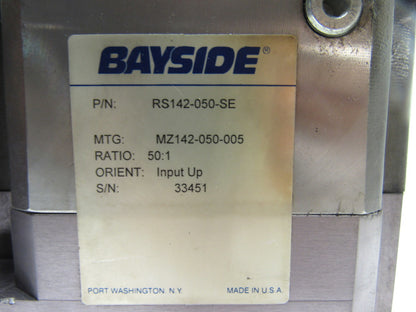 BAYSIDE®
P/N: RS142-050-SE
MTG: MZ142-050-005
RATIO: 50:1
ORIENT: Input Up
S/N: 33451
PORT WASHINGTON. N.Y. MADE IN U.S.A.